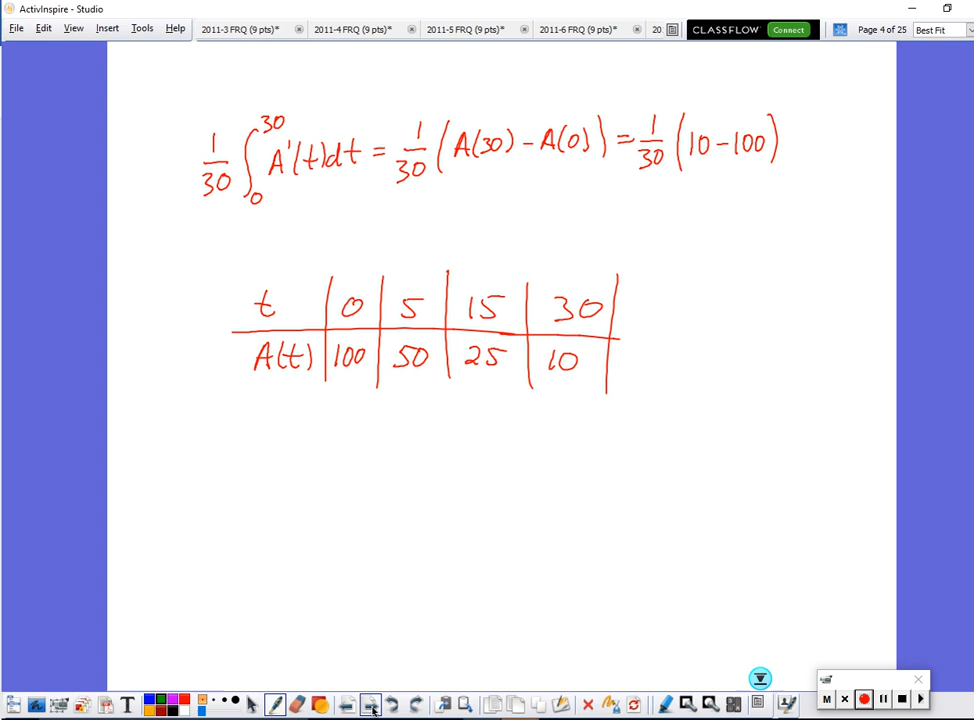 ActivInspire - Studio
File Edit View Insert Tools Help 2011-3 FRQ (9 pts)* 2011-4 FRQ (9 pts)* 2011-5 FRQ (9 pts)* 2011-6 FRQ (9 pts)* 20 CLASSFLOW Connect Page 4 of 25 Best Fit
1/30 ∫₀³⁰ A'(t)dt = 1/30 (A(30) - A(0)) = 1/30 (10 - 100)
t 0 5 15 30
A(t) 100 50 25 10
T M